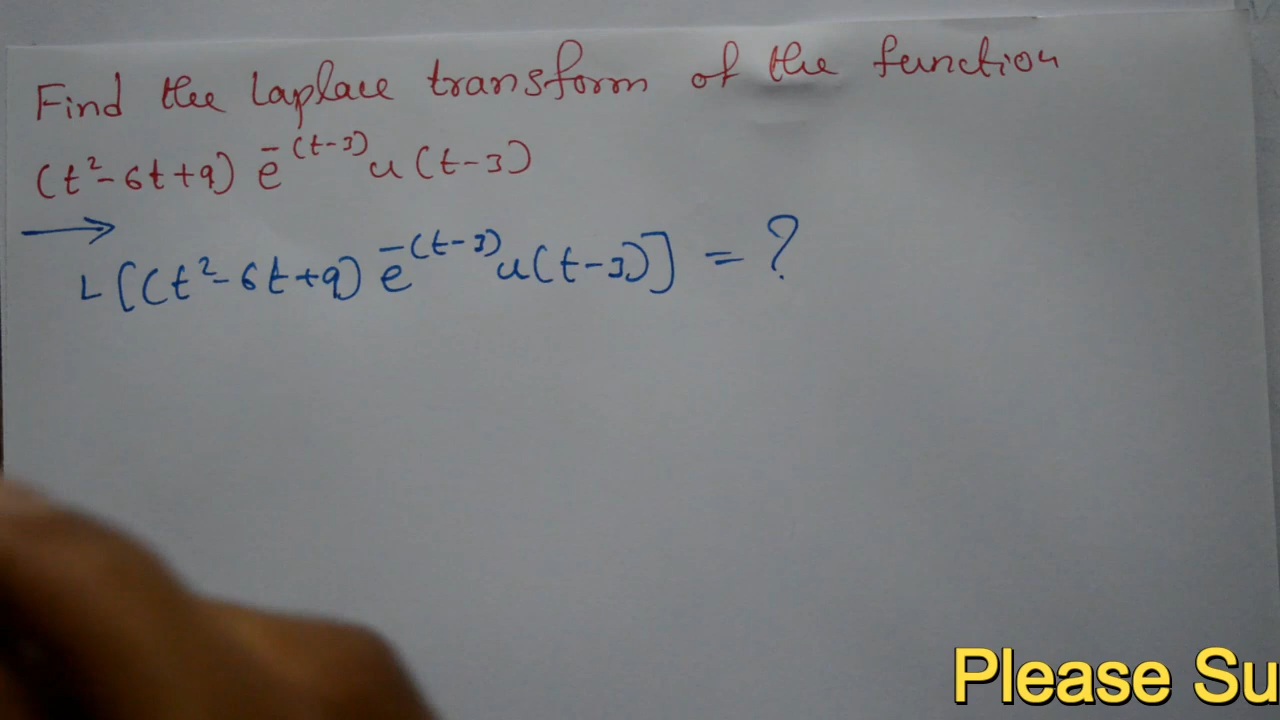 Find the Laplace transform of the function
(t²-6t+9) e^-(t-3) u(t-3)
→
L[(t²-6t+9) e^-(t-3) u(t-3)] = ?
Please Su